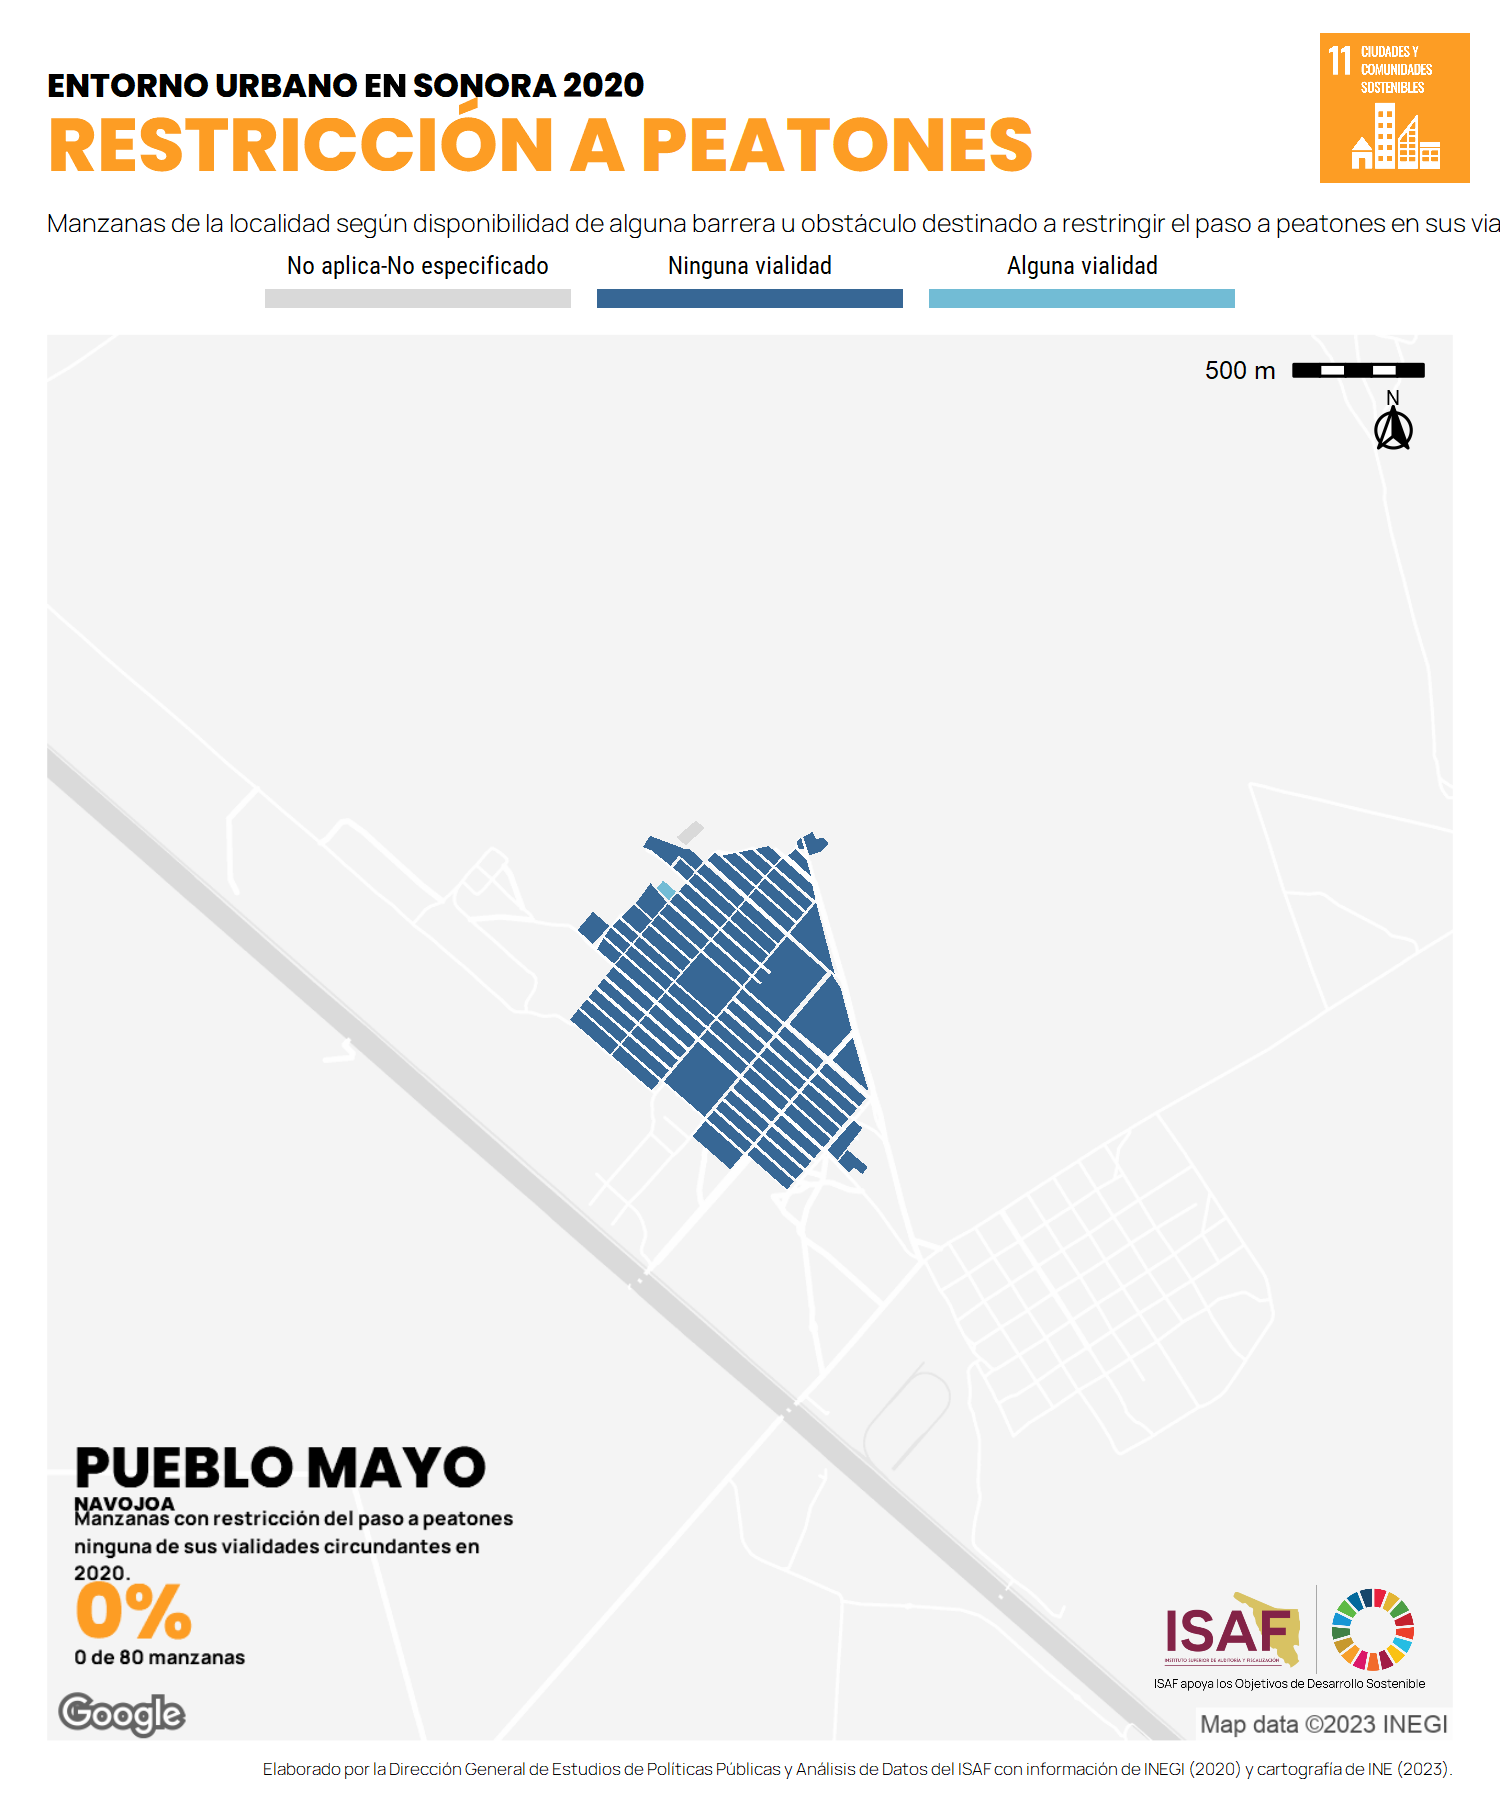 ENTORNO URBANO EN SONORA 2020
RESTRICCIÓN A PEATONES
11 CIUDADES Y
COMUNIDADES
SOSTENIBLES
Manzanas de la localidad según disponibilidad de alguna barrera u obstáculo destinado a restringir el paso a peatones en sus via
No aplica-No especificado
Ninguna vialidad
Alguna vialidad
500 m
N
PUEBLO MAYO
NAVOJOA
Manzanas con restricción del paso a peatones
ninguna de sus vialidades circundantes en
2020.
0%
0 de 80 manzanas
ISAF
INSTITUTO SUPERIOR DE AUDITORÍA Y FISCALIZACIÓN
ISAF apoya los Objetivos de Desarrollo Sostenible
Google
Map data ©2023 INEGI
Elaborado por la Dirección General de Estudios de Políticas Públicas y Análisis de Datos del ISAF con información de INEGI (2020) y cartografía de INE (2023).